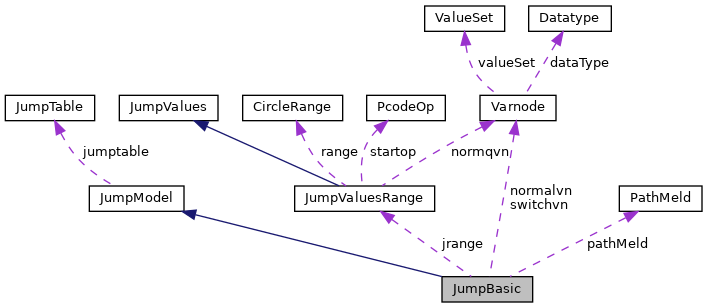 ValueSet
Datatype
valueSet
dataType
JumpTable
JumpValues
CircleRange
PcodeOp
Varnode
jumptable
range
startop
normqvn
JumpModel
JumpValuesRange
normalvn
switchvn
PathMeld
jrange
pathMeld
JumpBasic